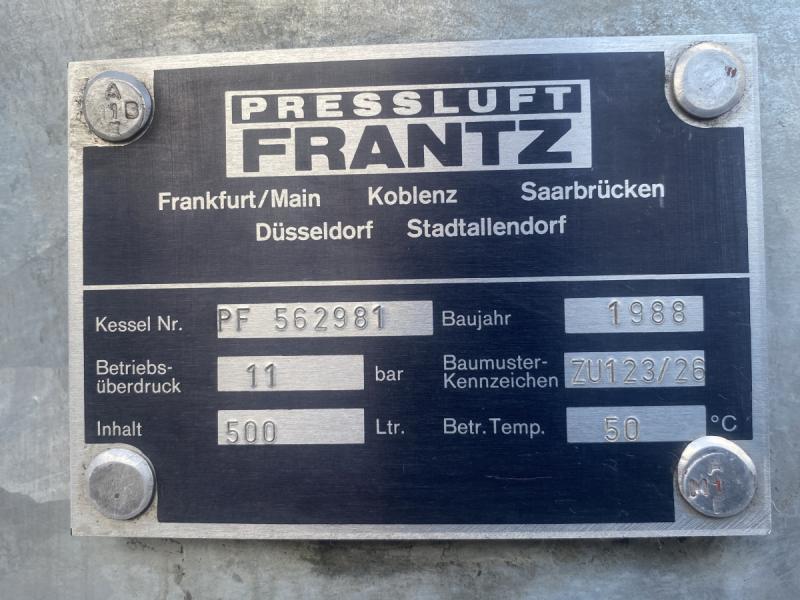 PRESSLUFT
FRANTZ
Frankfurt/Main Koblenz Saarbrücken
Düsseldorf Stadtallendorf
Kessel Nr. PF 562981 Baujahr 1988
Betriebs-
überdruck 11 bar Baumuster-
Kennzeichen ZU123/26
Inhalt 500 Ltr. Betr. Temp. 50 °C